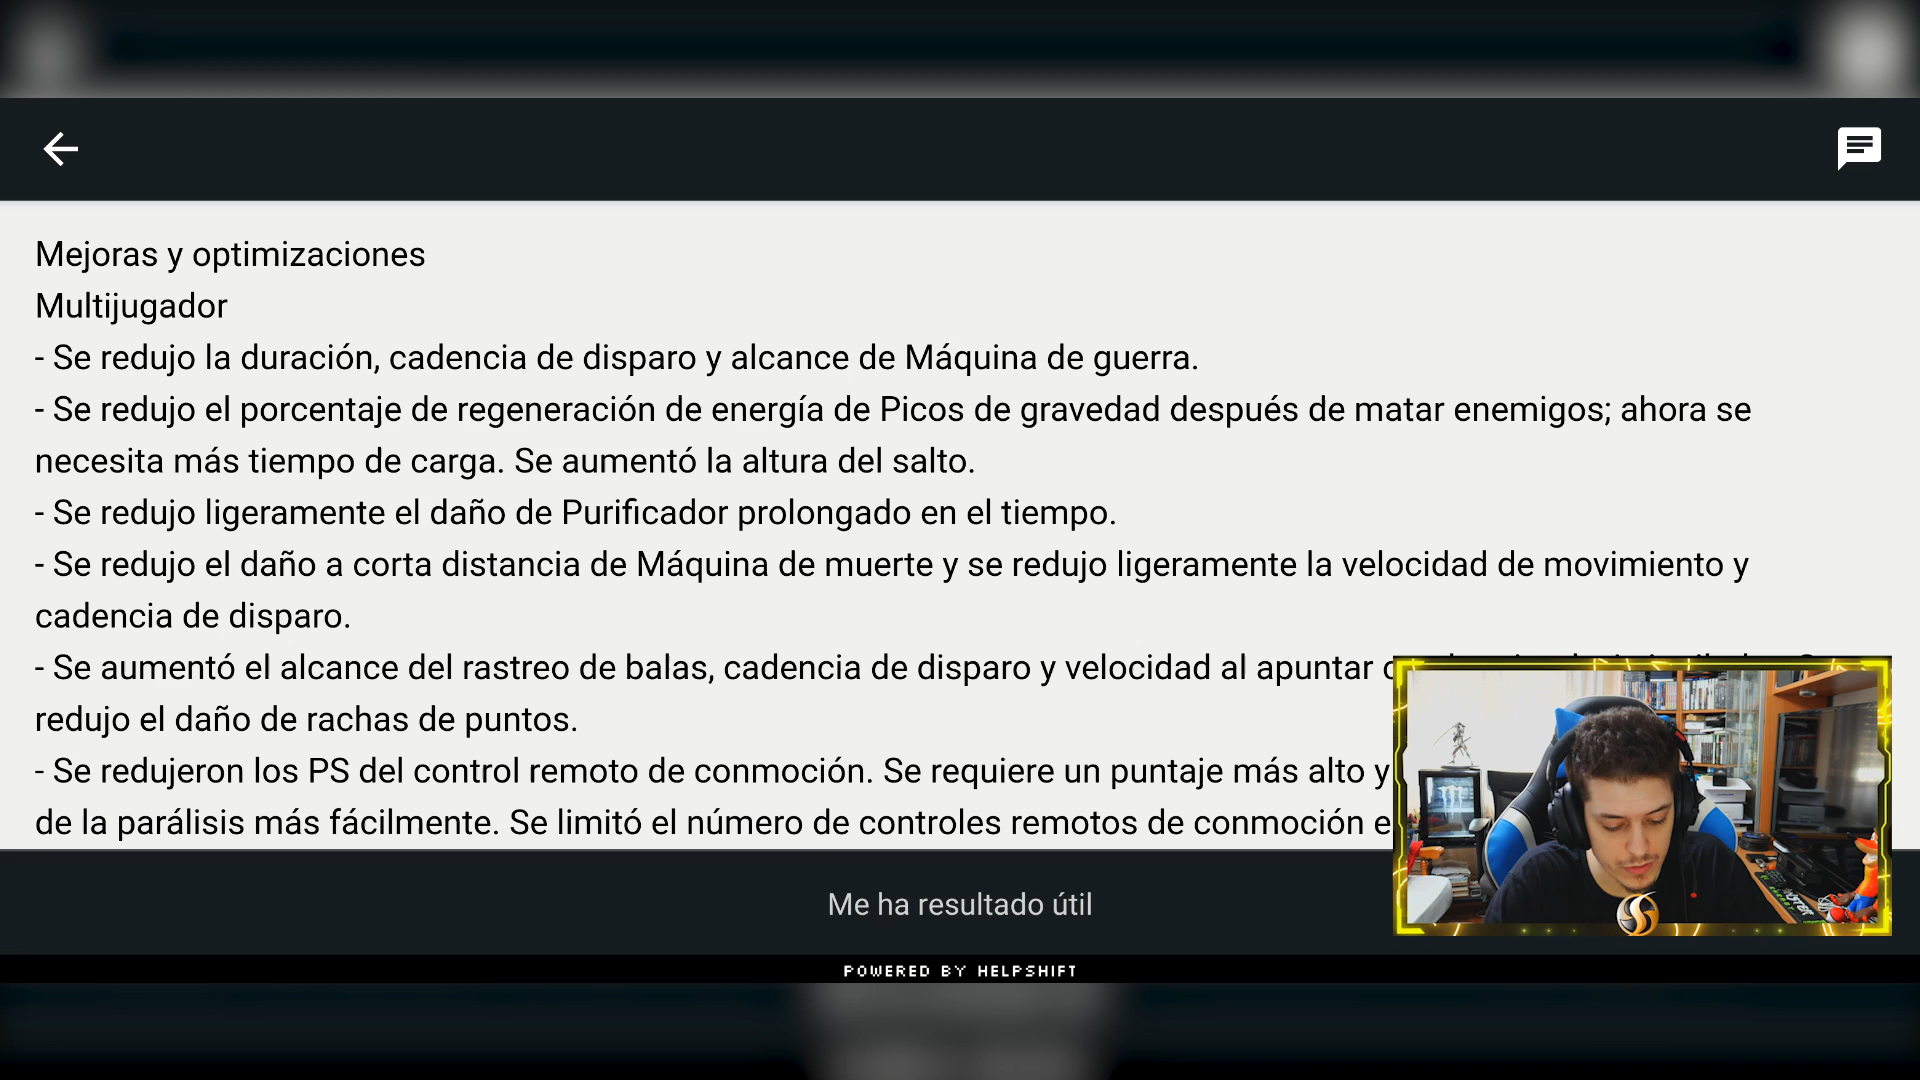 Mejoras y optimizaciones
Multijugador
- Se redujo la duración, cadencia de disparo y alcance de Máquina de guerra.
- Se redujo el porcentaje de regeneración de energía de Picos de gravedad después de matar enemigos; ahora se
necesita más tiempo de carga. Se aumentó la altura del salto.
- Se redujo ligeramente el daño de Purificador prolongado en el tiempo.
- Se redujo el daño a corta distancia de Máquina de muerte y se redujo ligeramente la velocidad de movimiento y
cadencia de disparo.
- Se aumentó el alcance del rastreo de balas, cadencia de disparo y velocidad al apuntar
redujo el daño de rachas de puntos.
- Se redujeron los PS del control remoto de conmoción. Se requiere un puntaje más alto y
de la parálisis más fácilmente. Se limitó el número de controles remotos de conmoción
Me ha resultado útil
POWERED BY HELPSHIFT